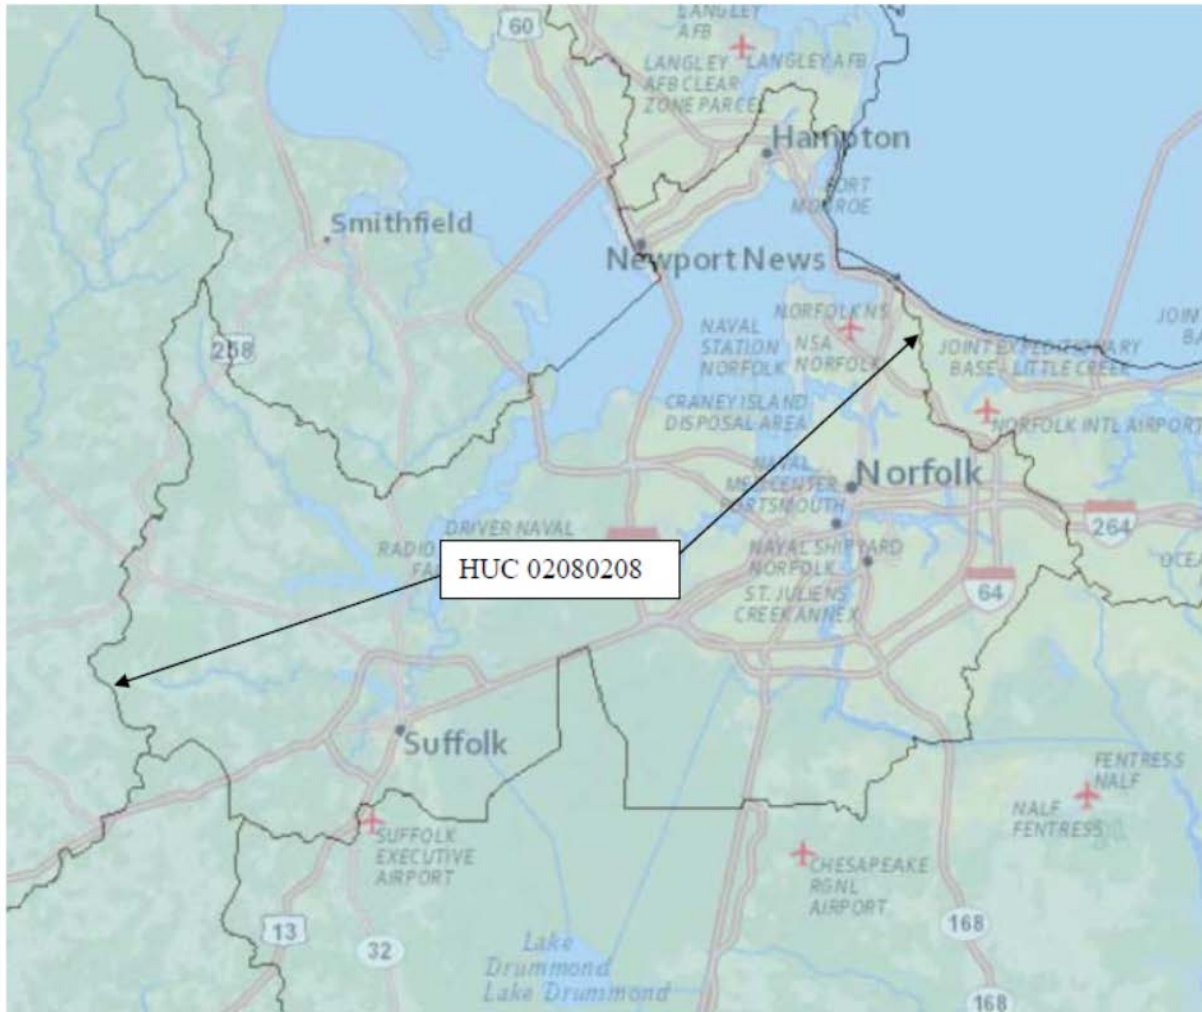 LANGLEY
AFB
60
LANGLEY
AFB CLEAR
ZONE PARCEL
LANGLEY AFB
Hampton
FORT
MONROE
Smithfield
Newport News
258
NAVAL
STATION
NORFOLK
NORFOLK NS
NSA
NORFOLK
JOINT EXPEDITIONARY
BASE - LITTLE CREEK
CRANEY ISLAND
DISPOSAL AREA
NORFOLK INTL AIRPORT
NAVAL
MED CENTER
PORTSMOUTH
Norfolk
264
DRIVER NAVAL
RADIO
HUC 02080208
NAVAL SHIPYARD
NORFOLK
ST. JULIENS
CREEK ANNEX
64
Suffolk
FENTRESS
NALF
NALF
FENTRESS
SUFFOLK
EXECUTIVE
AIRPORT
CHESAPEAKE
RGNL
AIRPORT
13
32
168
Lake
Drummond
Lake Drummond
168